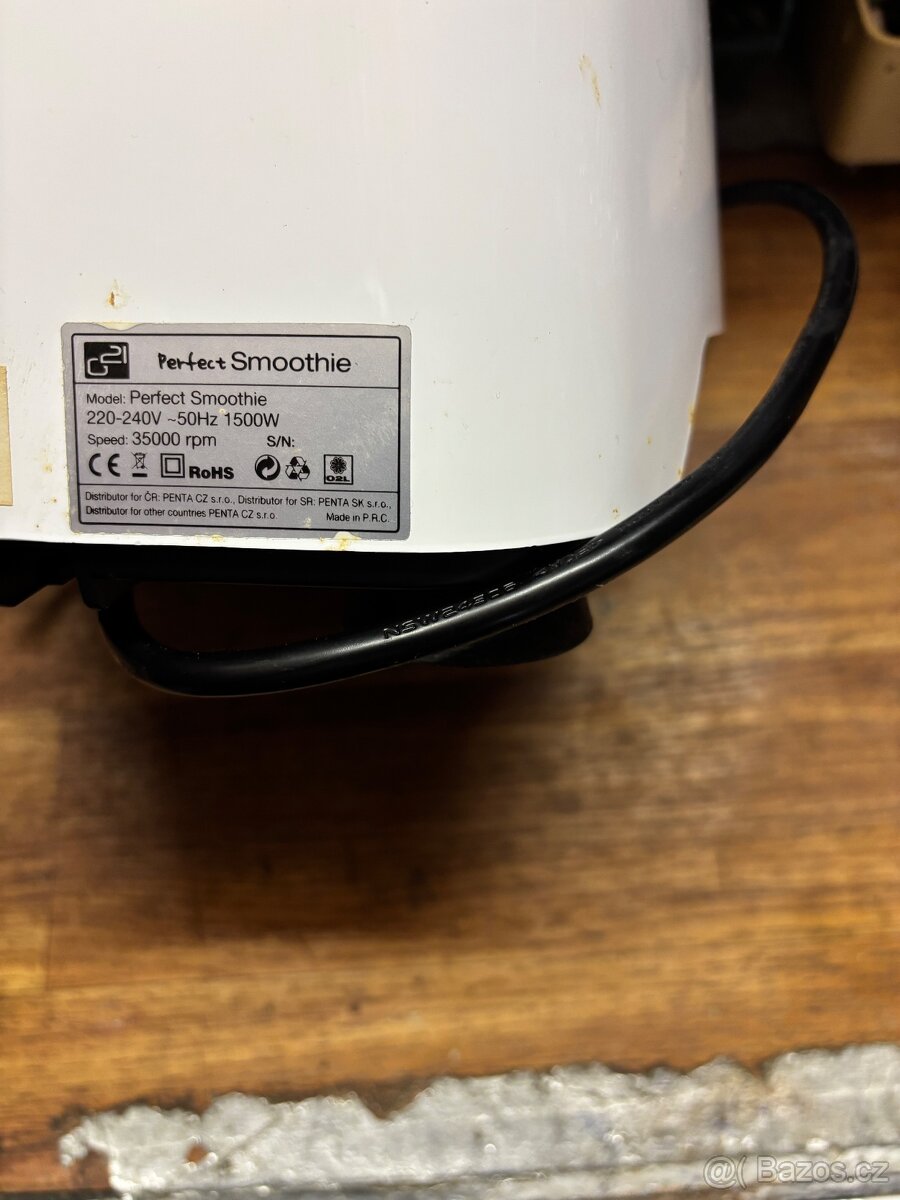 G21 Perfect Smoothie
Model: Perfect Smoothie
220-240V ~50Hz 1500W
Speed: 35000 rpm S/N:
CE RoHS O2L
Distributor for ČR: PENTA CZ s.r.o., Distributor for SR: PENTA SK s.r.o.,
Distributor for other countries PENTA CZ s.r.o. Made in P.R.C.
@( Bazos.cz